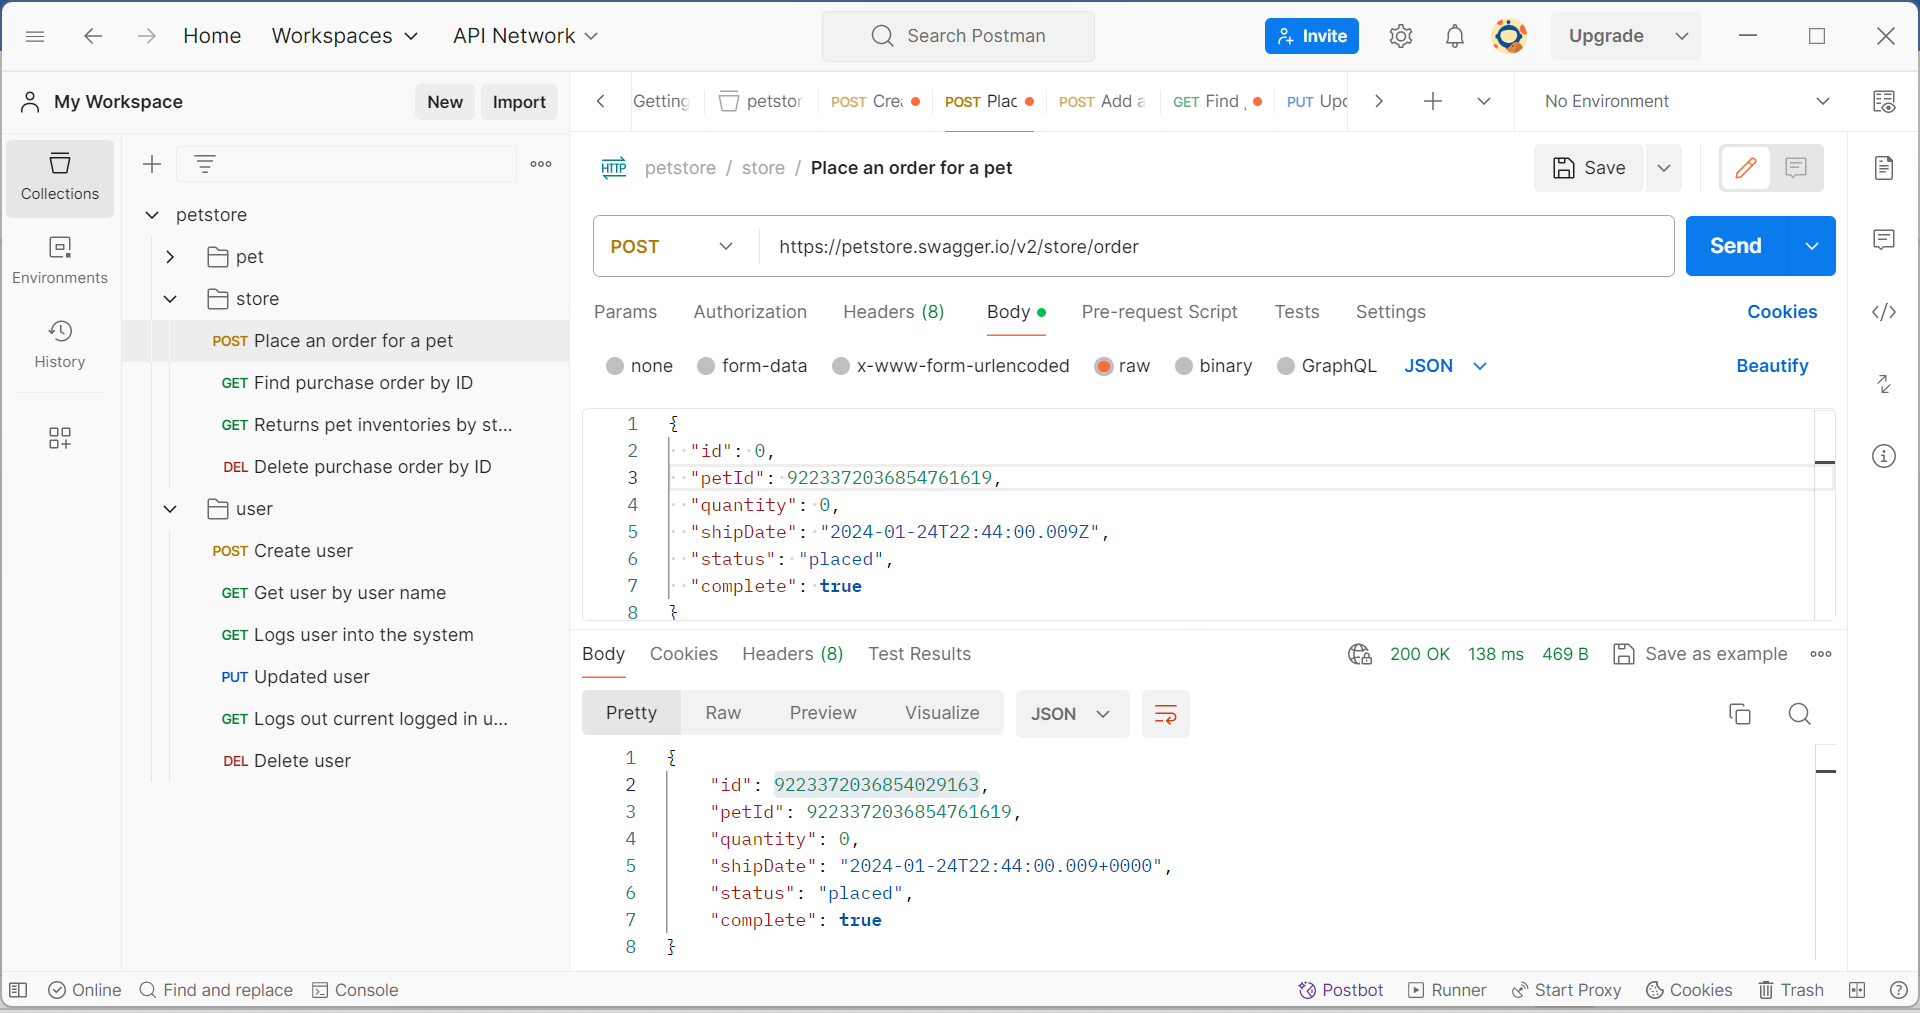 Home Workspaces API Network Search Postman Invite Upgrade
My Workspace New Import Getting petstor POST Crea POST Plac POST Add a GET Find PUT Upd No Environment
HTTP petstore / store / Place an order for a pet Save
Collections
Environments
History
petstore
pet
store
POST Place an order for a pet
GET Find purchase order by ID
GET Returns pet inventories by st...
DEL Delete purchase order by ID
user
POST Create user
GET Get user by user name
GET Logs user into the system
PUT Updated user
GET Logs out current logged in u...
DEL Delete user
POST https://petstore.swagger.io/v2/store/order Send
Params Authorization Headers (8) Body Pre-request Script Tests Settings Cookies
none form-data x-www-form-urlencoded raw binary GraphQL JSON Beautify
1 {
2 "id": 0,
3 "petId": 9223372036854761619,
4 "quantity": 0,
5 "shipDate": "2024-01-24T22:44:00.009Z",
6 "status": "placed",
7 "complete": true
8 }
Body Cookies Headers (8) Test Results 200 OK 138 ms 469 B Save as example
Pretty Raw Preview Visualize JSON
1 {
2 "id": 9223372036854029163,
3 "petId": 9223372036854761619,
4 "quantity": 0,
5 "shipDate": "2024-01-24T22:44:00.009+0000",
6 "status": "placed",
7 "complete": true
8 }
Online Find and replace Console Postbot Runner Start Proxy Cookies Trash